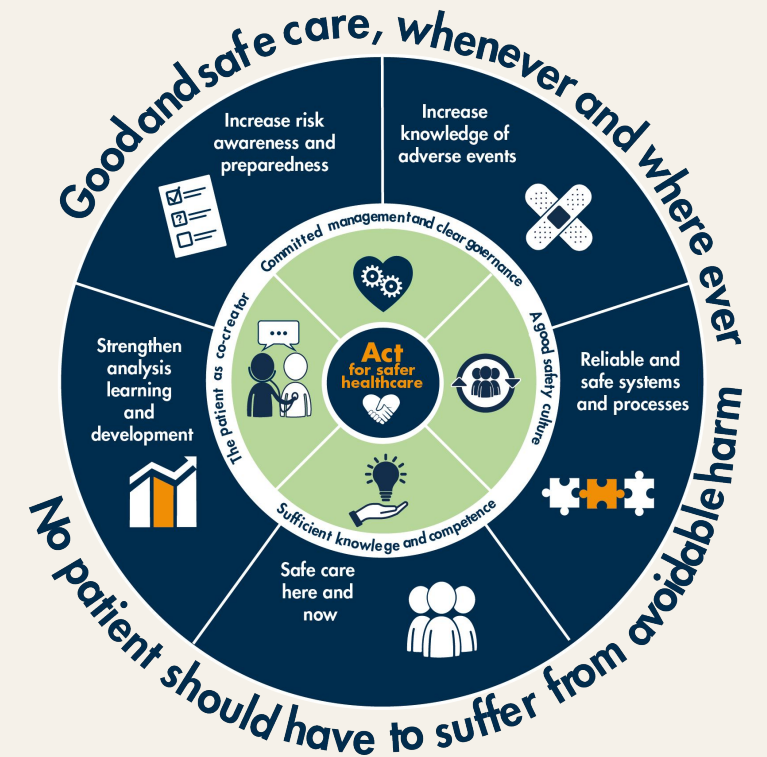 Good and safe care, whenever and where ever
Increase risk
awareness and
preparedness
Increase
knowledge of
adverse events
Reliable and
safe systems
and processes
Safe care
here and
now
Strengthen
analysis
learning
and
development
Committed management and clear governance
A good safety culture
Sufficient knowlege and competence
The patient as co-creator
Act
for safer
healthcare
?
No patient should have to suffer from avoidable harm